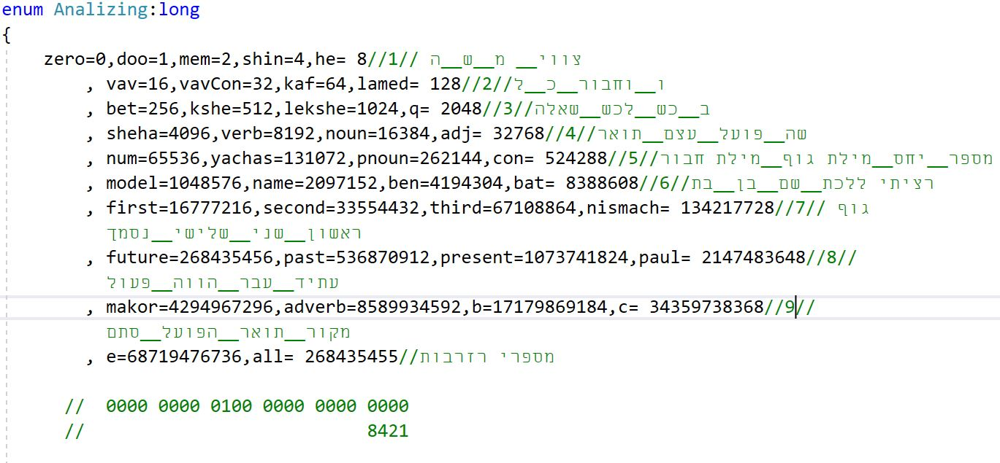 enum Analizing:long
{
zero=0,doo=1,mem=2,shin=4,he= 8//1// צווי__ מ__ש__ה
, vav=16,vavCon=32,kaf=64,lamed= 128//2//ו__וחבור__כ__ל
, bet=256,kshe=512,lekshe=1024,q= 2048//3//ב__כש__לכש__שאלה
, sheha=4096,verb=8192,noun=16384,adj= 32768//4//שה__פועל__עצם__תואר
, num=65536,yachas=131072,pnoun=262144,con= 524288//5//מספר__יחס__מילת גוף__מילת חבור
, model=1048576,name=2097152,ben=4194304,bat= 8388608//6//רציתי ללכת__שם__בן__בת
, first=16777216,second=33554432,third=67108864,nismach= 134217728//7// גוף
ראשון__שני__שלישי__נסמך
, future=268435456,past=536870912,present=1073741824,paul= 2147483648//8//
עתיד__עבר__הווה__פעול
, makor=4294967296,adverb=8589934592,b=17179869184,c= 34359738368//9//
מקור__תואר__הפועל__סתם
, e=68719476736,all= 268435455//מספרי רזרבות
// 0000 0000 0100 0000 0000 0000
// 8421